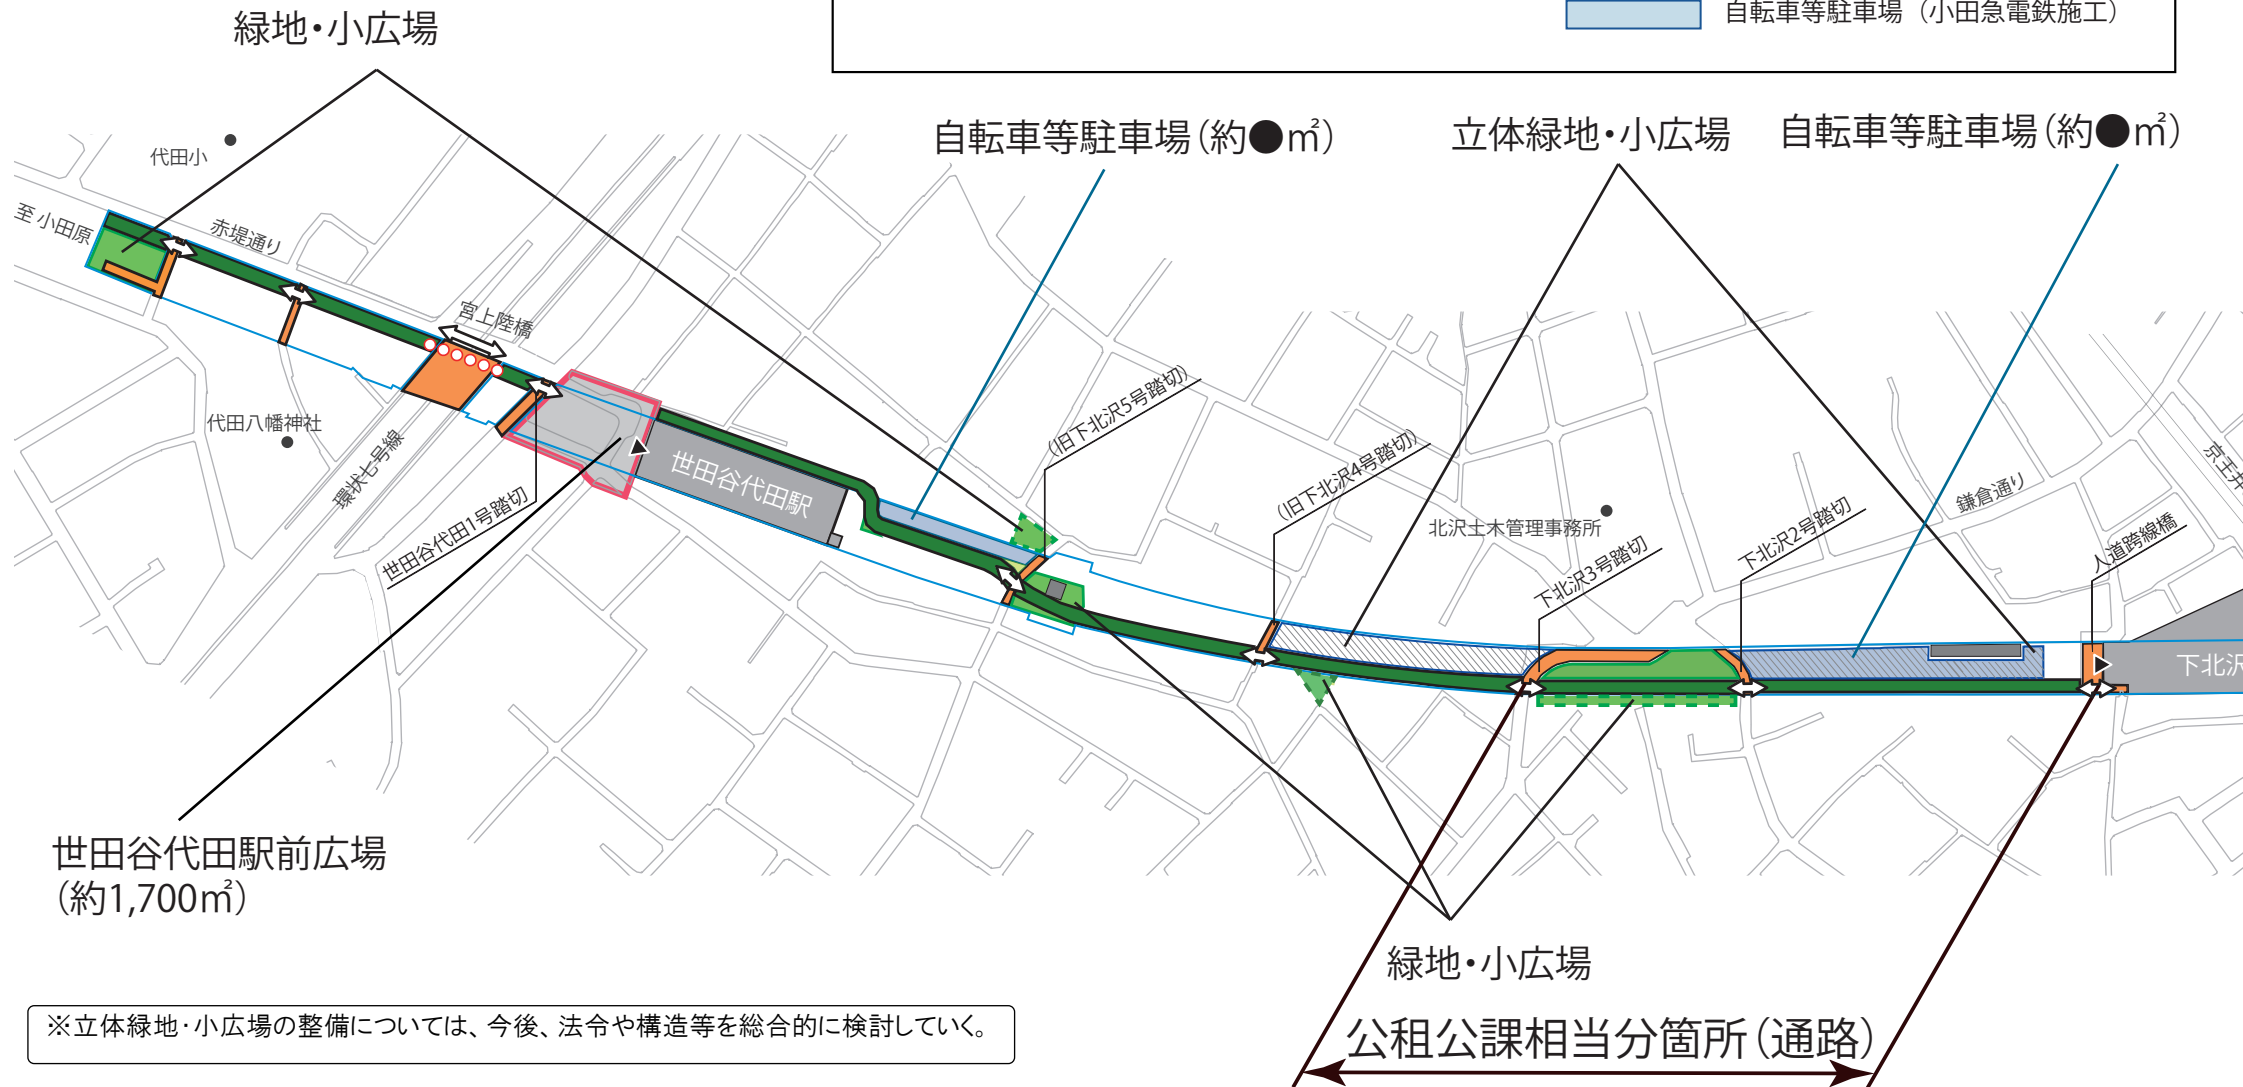 自転車等駐車場（小田急電鉄施工）
緑地・小広場
自転車等駐車場（約●㎡）
立体緑地・小広場
自転車等駐車場（約●㎡）
代田小
至 小田原
赤堤通り
宮上陸橋
代田八幡神社
環状七号線
世田谷代田1号踏切
世田谷代田駅
（旧下北沢5号踏切）
（旧下北沢4号踏切）
北沢土木管理事務所
下北沢3号踏切
下北沢2号踏切
鎌倉通り
人道跨線橋
京王井
下北沢
世田谷代田駅前広場
（約1,700㎡）
緑地・小広場
公租公課相当分箇所（通路）
※立体緑地・小広場の整備については、今後、法令や構造等を総合的に検討していく。